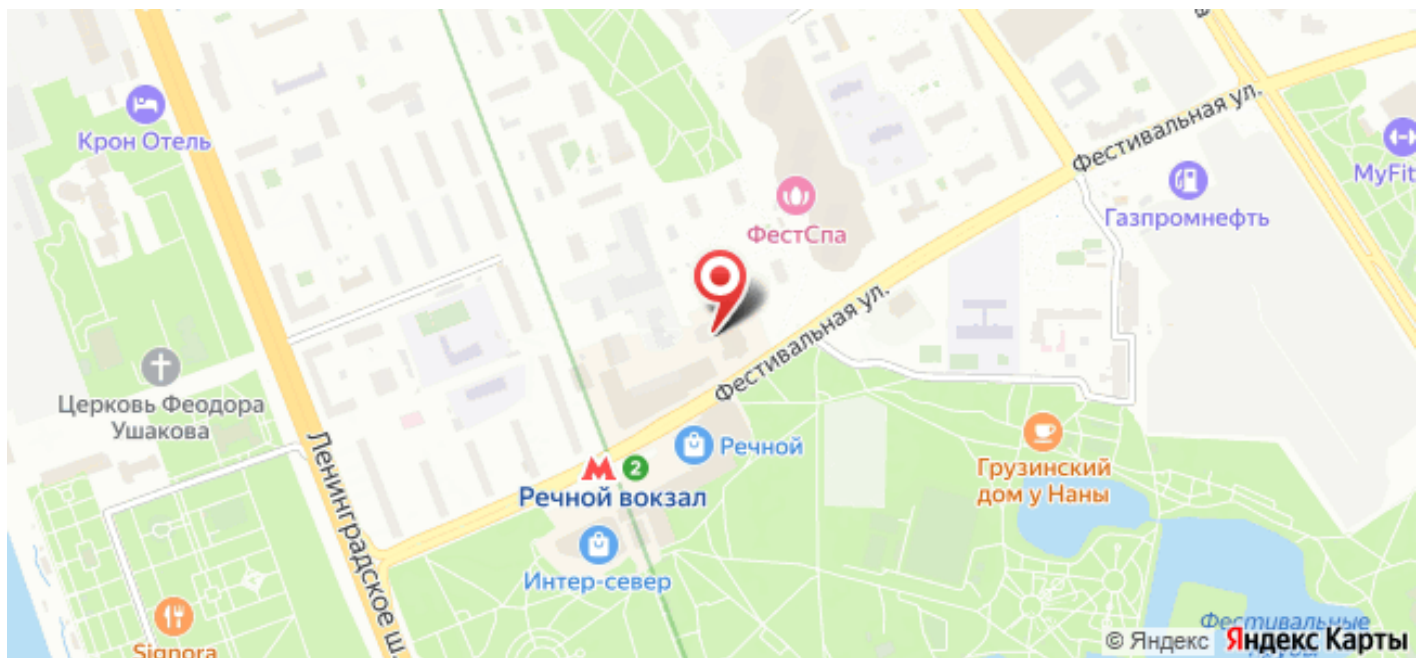 Фестивальная ул.
Крон Отель
MyFit
Газпромнефть
ФестСпа
Фестивальная ул.
Церковь Феодора
Ушакова
Ленинградское ш
2
Речной
Речной вокзал
Грузинский
дом у Наны
Интер-север
Signora
Фестивальные
© Яндекс Яндекс Карты